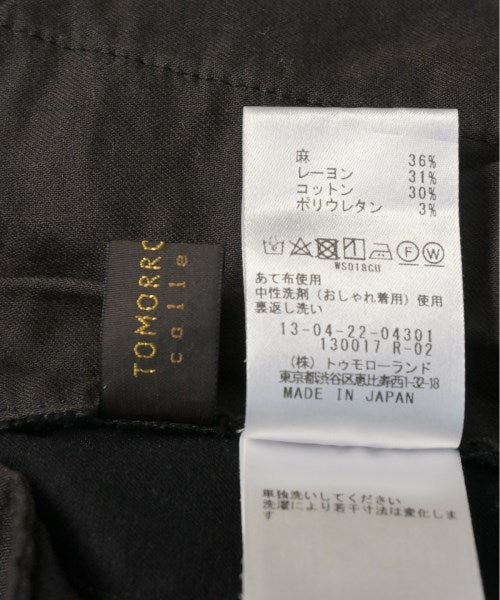 TOMORRO
colle
麻 36%
レーヨン 31%
コットン 30%
ポリウレタン 3%
WS018GU
あて布使用
中性洗剤（おしゃれ着用）使用
裏返し洗い
13-04-22-04301
130017 R-02
（株）トゥモローランド
東京都渋谷区恵比寿西1-32-18
MADE IN JAPAN
単独洗いしてください
洗濯により若干寸法は変化しま
す